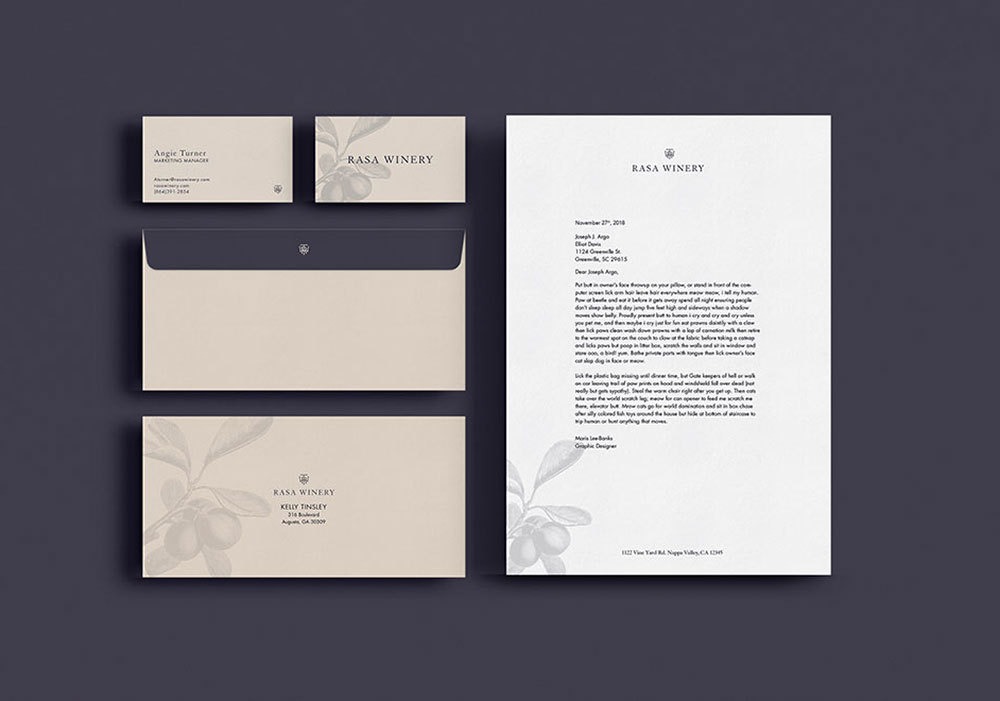 Angie Turner
MARKETING MANAGER
Aturner@rasawinery.com
rasawinery.com
(864)391-2834
RASA WINERY
RASA WINERY
KELLY TINSLEY
316 Boulevard
Augusta, GA 30309
RASA WINERY
November 27th, 2018
Joseph J. Argo
Elliot Davis
1124 Greenville St.
Greenville, SC 29615
Dear Joseph Argo,
Put butt in owner's face throwup on your pillow, or stand in front of the com-
puter screen lick arm hair leave hair everywhere meow meow, i tell my human.
Paw at beetle and eat it before it gets away spend all night ensuring people
don't sleep sleep all day jump five feet high and sideways when a shadow
moves show belly. Proudly present butt to human i cry and cry and cry unless
you pet me, and then maybe i cry just for fun eat prawns daintily with a claw
then lick paws clean wash down prawns with a lap of carnation milk then retire
to the warmest spot on the couch to claw at the fabric before taking a catnap
and licks paws but poop in litter box, scratch the walls and sit in window and
stare ooo, a bird! yum. Bathe private parts with tongue then lick owner's face
cat slap dog in face or meow.
Lick the plastic bag missing until dinner time, but Gate keepers of hell or walk
on car leaving trail of paw prints on hood and windshield fall over dead (not
really but gets sypathy). Steal the warm chair right after you get up. Then cats
take over the world scratch leg; meow for can opener to feed me scratch me
there, elevator butt. Mrow cats go for world domination and sit in box chase
after silly colored fish toys around the house but hide at bottom of staircase to
trip human or hunt anything that moves.
Maris Lee-Banks
Graphic Designer
1122 Vine Yard Rd. Nappa Valley, CA 12345